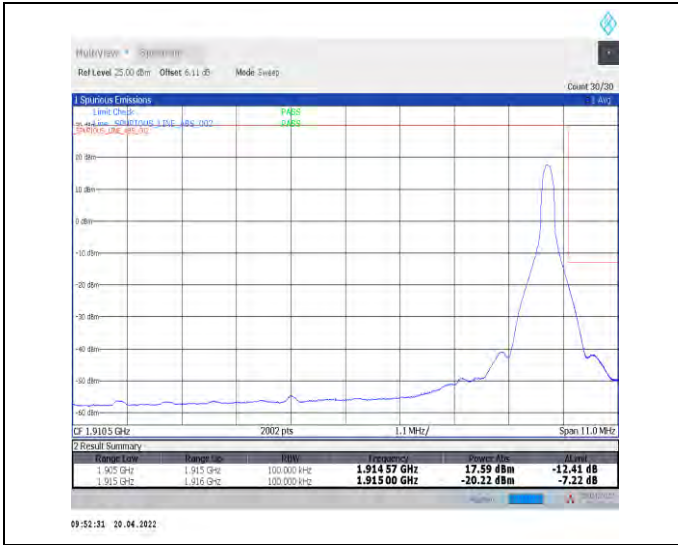 MultiView Spectrum
Ref Level 25.00 dBm Offset 6.11 dB Mode Sweep
Count 30/30
1 Spurious Emissions 1 Avg
Limit Check PASS
Line _SPURIOUS_LINE_ABS_002 PASS
_SPURIOUS_LINE_ABS_002
20 dBm
10 dBm
0 dBm
-10 dBm
-20 dBm
-30 dBm
-40 dBm
-50 dBm
-60 dBm
CF 1.9105 GHz 2002 pts 1.1 MHz/ Span 11.0 MHz
2 Result Summary
Range Low Range Up RBW Frequency Power Abs ΔLimit
1.905 GHz 1.915 GHz 100.000 kHz 1.914 57 GHz 17.59 dBm -12.41 dB
1.915 GHz 1.916 GHz 100.000 kHz 1.915 00 GHz -20.22 dBm -7.22 dB
09:52:31 20.04.2022